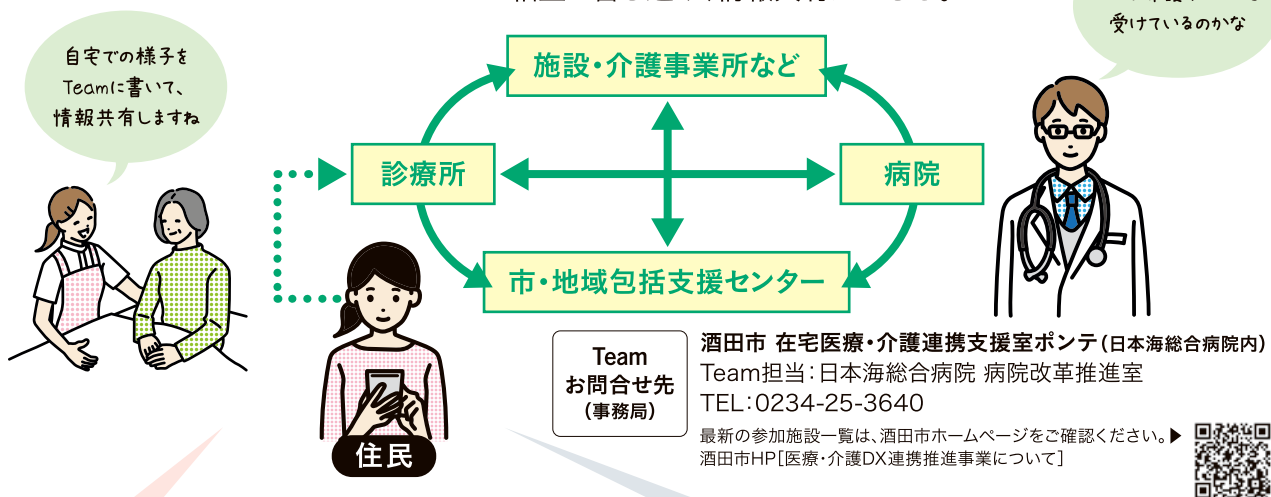 自宅での様子を
Teamに書いて、
情報共有しますね
受けているのかな
施設・介護事業所など
診療所
病院
市・地域包括支援センター
住民
Team
お問合せ先
(事務局)
酒田市 在宅医療・介護連携支援室ポンテ(日本海総合病院内)
Team担当:日本海総合病院 病院改革推進室
TEL:0234-25-3640
最新の参加施設一覧は、酒田市ホームページをご確認ください。▶
酒田市HP[医療・介護DX連携推進事業について]